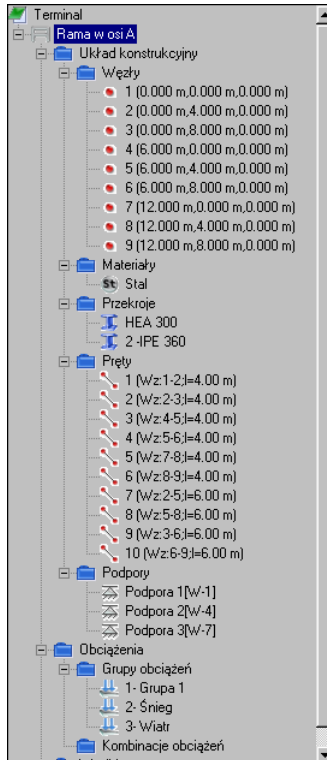 Terminal
Rama w osi A
Układ konstrukcyjny
Węzły
1 (0.000 m,0.000 m,0.000 m)
2 (0.000 m,4.000 m,0.000 m)
3 (0.000 m,8.000 m,0.000 m)
4 (6.000 m,0.000 m,0.000 m)
5 (6.000 m,4.000 m,0.000 m)
6 (6.000 m,8.000 m,0.000 m)
7 (12.000 m,0.000 m,0.000 m)
8 (12.000 m,4.000 m,0.000 m)
9 (12.000 m,8.000 m,0.000 m)
Materiały
St Stal
Przekroje
HEA 300
2 -IPE 360
Pręty
1 (Wz:1-2;l=4.00 m)
2 (Wz:2-3;l=4.00 m)
3 (Wz:4-5;l=4.00 m)
4 (Wz:5-6;l=4.00 m)
5 (Wz:7-8;l=4.00 m)
6 (Wz:8-9;l=4.00 m)
7 (Wz:2-5;l=6.00 m)
8 (Wz:5-8;l=6.00 m)
9 (Wz:3-6;l=6.00 m)
10 (Wz:6-9;l=6.00 m)
Podpory
Podpora 1[W-1]
Podpora 2[W-4]
Podpora 3[W-7]
Obciążenia
Grupy obciążeń
1- Grupa 1
2- Śnieg
3- Wiatr
Kombinacje obciążeń